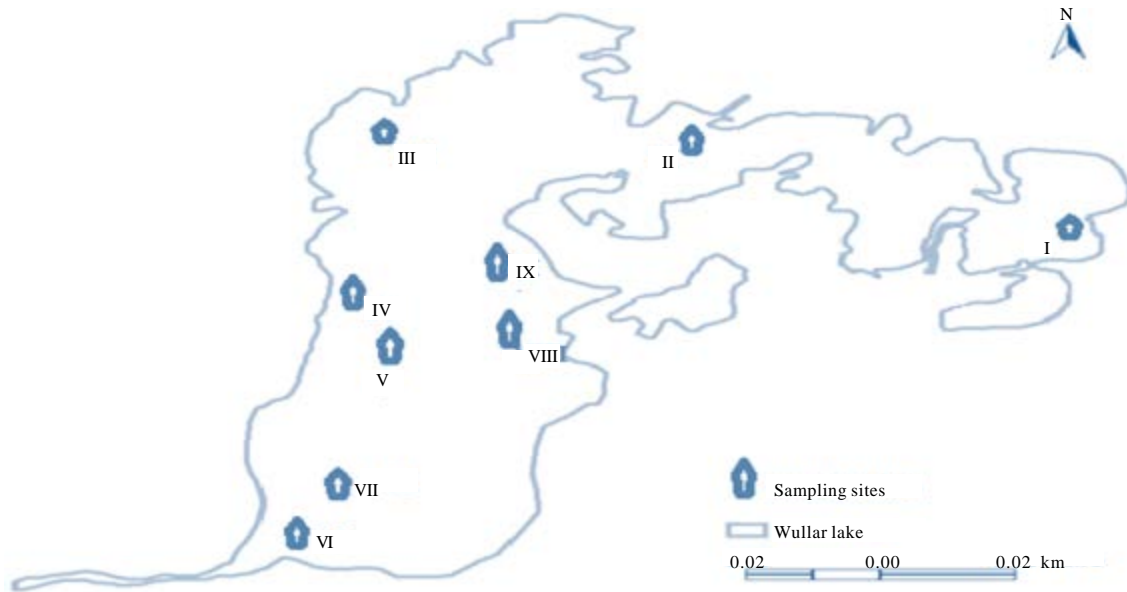 N
III
II
I
IX
IV
VIII
V
VII
VI
Sampling sites
Wullar lake
0.02 0.00 0.02 km